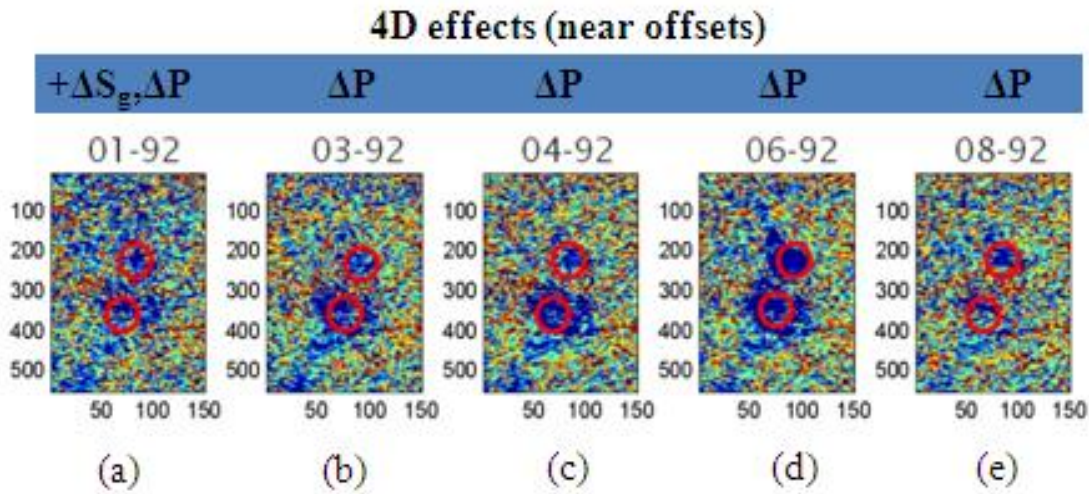 4D effects (near offsets)
+ΔSg,ΔP ΔP ΔP ΔP ΔP
01-92 03-92 04-92 06-92 08-92
100 100 100 100 100
200 200 200 200 200
300 300 300 300 300
400 400 400 400 400
500 500 500 500 500
50 100 150 50 100 150 50 100 150 50 100 150 50 100 150
(a) (b) (c) (d) (e)